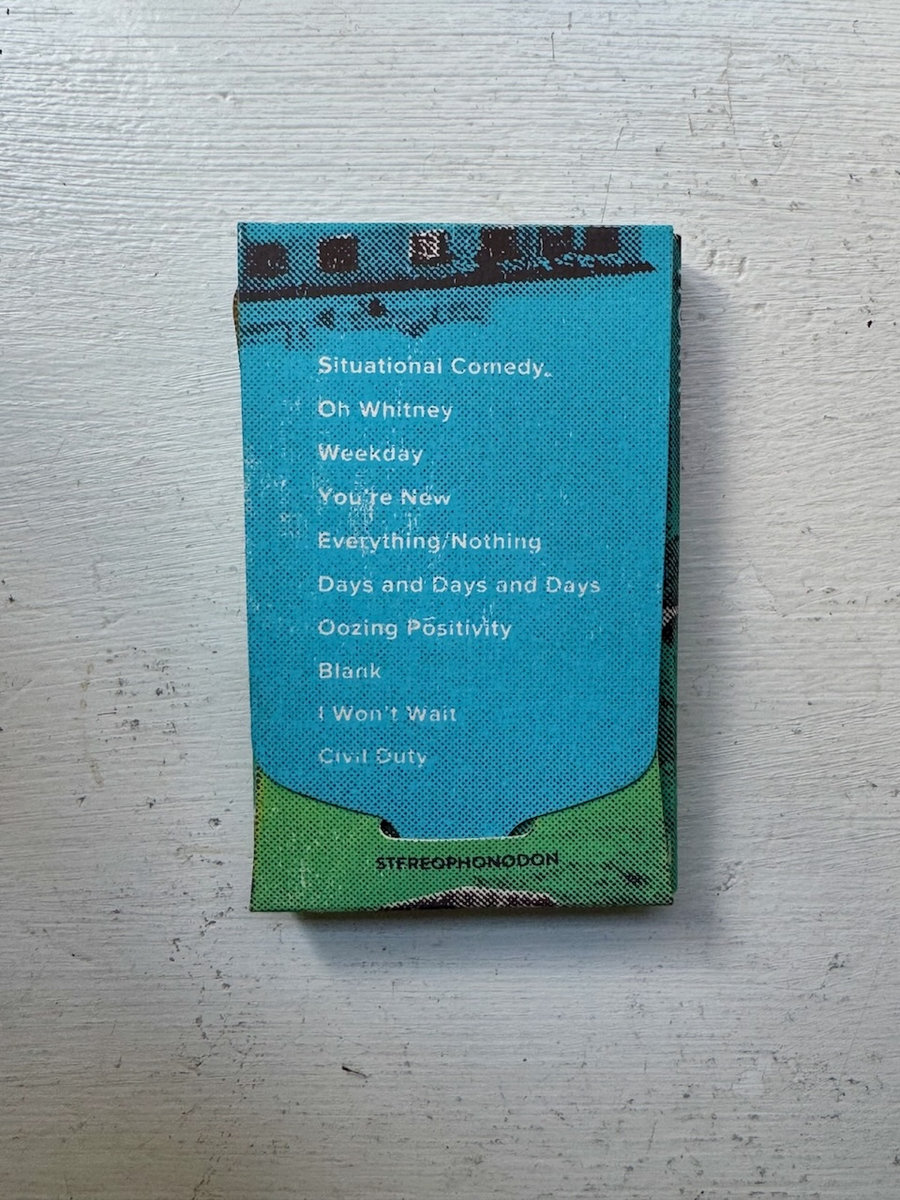 Situational Comedy
Oh Whitney
Weekday
You're New
Everything/Nothing
Days and Days and Days
Oozing Positivity
Blank
I Won't Wait
Civil Duty
STEREOPHONODON